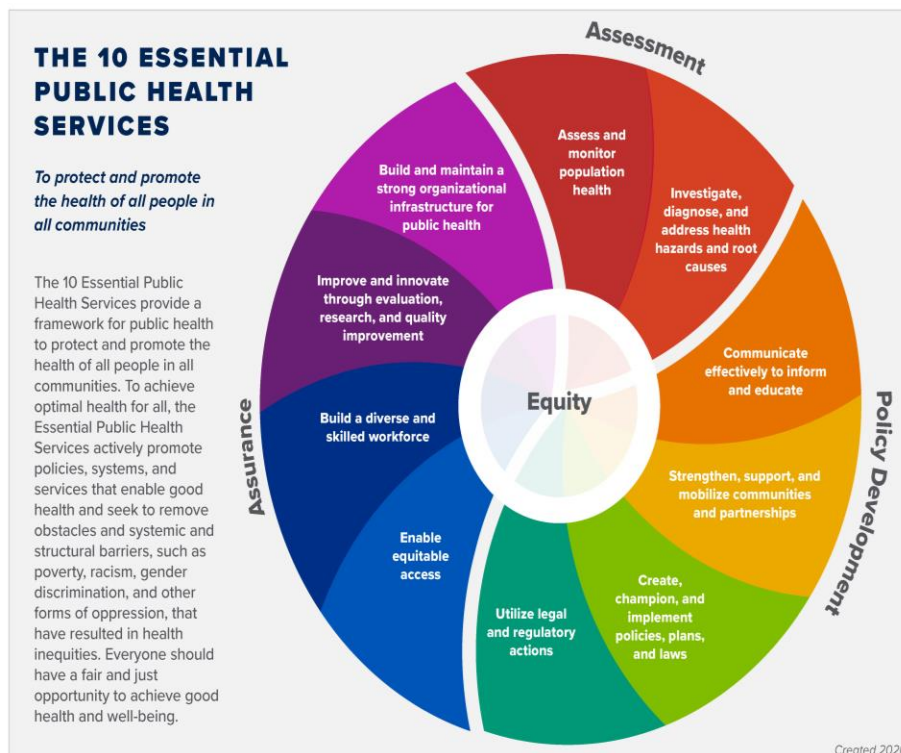 THE 10 ESSENTIAL
PUBLIC HEALTH
SERVICES
To protect and promote
the health of all people in
all communities
The 10 Essential Public
Health Services provide a
framework for public health
to protect and promote the
health of all people in all
communities. To achieve
optimal health for all, the
Essential Public Health
Services actively promote
policies, systems, and
services that enable good
health and seek to remove
obstacles and systemic and
structural barriers, such as
poverty, racism, gender
discrimination, and other
forms of oppression, that
have resulted in health
inequities. Everyone should
have a fair and just
opportunity to achieve good
health and well-being.
Assessment
Assess and
monitor
population
health
Investigate,
diagnose, and
address health
hazards and root
causes
Policy Development
Communicate
effectively to inform
and educate
Strengthen, support, and
mobilize communities
and partnerships
Create,
champion, and
implement
policies, plans,
and laws
Utilize legal
and regulatory
actions
Assurance
Enable
equitable
access
Build a diverse and
skilled workforce
Improve and innovate
through evaluation,
research, and quality
improvement
Build and maintain a
strong organizational
infrastructure for
public health
Equity
Created